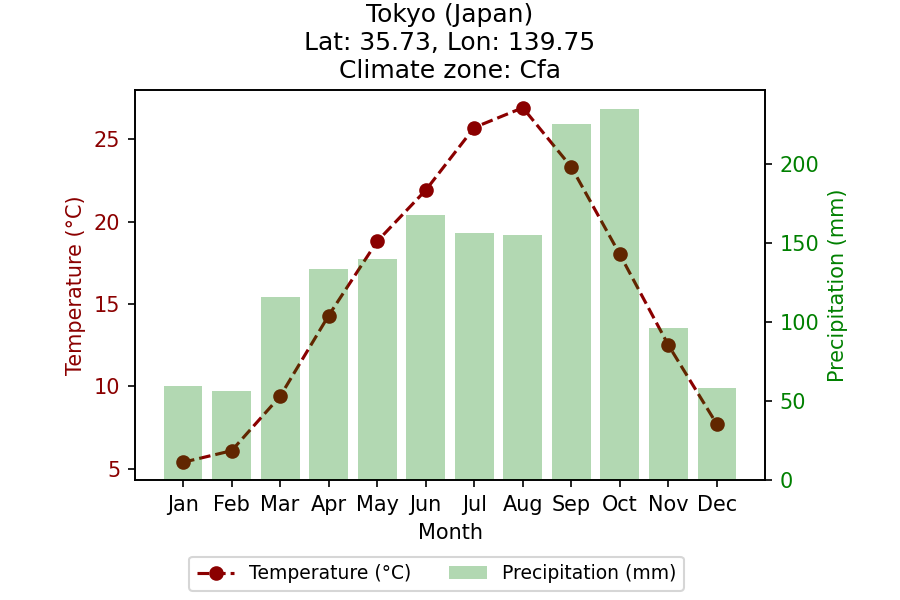 Tokyo (Japan)
Lat: 35.73, Lon: 139.75
Climate zone: Cfa
Temperature (°C)
25
20
15
10
5
Precipitation (mm)
200
150
100
50
0
Jan Feb Mar Apr May Jun Jul Aug Sep Oct Nov Dec
Month
Temperature (°C) Precipitation (mm)